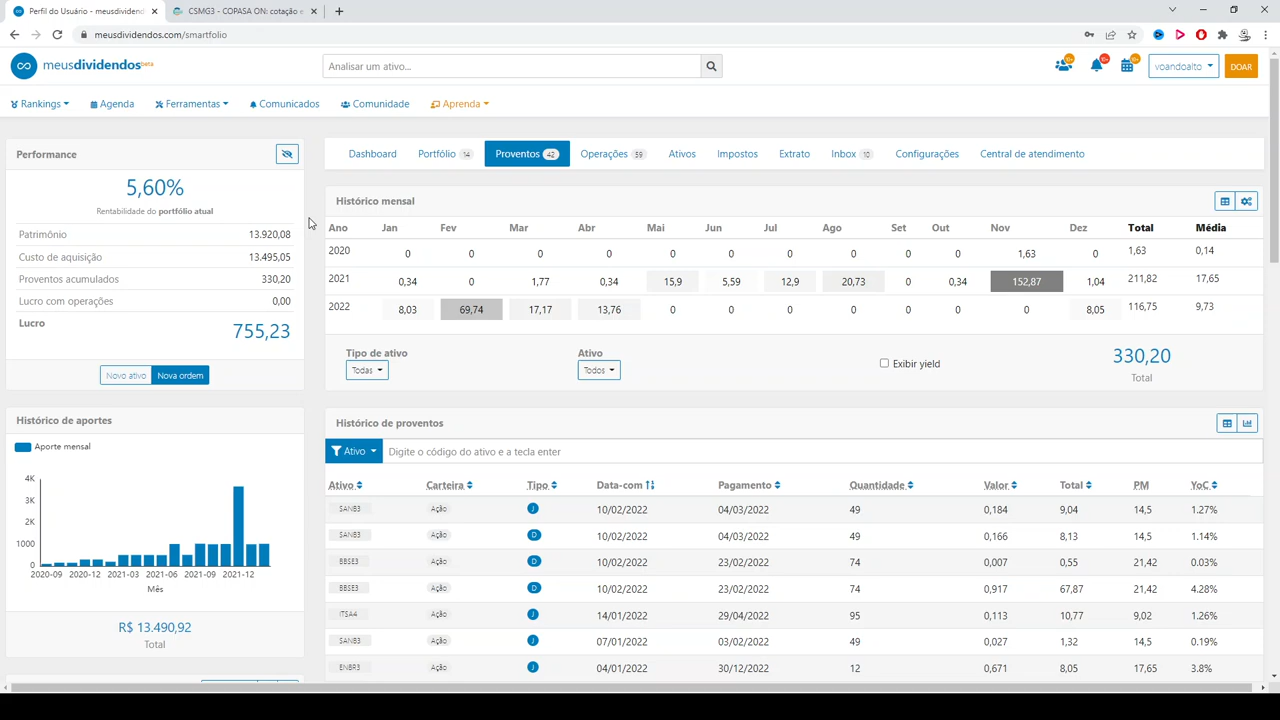 Perfil do Usuário - meusdividend
CSMG3 - COPASA ON: cotação e
meusdividendos.com/smartfolio
meusdividendos beta
Analisar um ativo...
10+
10+
10+
voandoalto
DOAR
Rankings
Agenda
Ferramentas
Comunicados
Comunidade
Aprenda
Performance
5,60%
Rentabilidade do portfólio atual
Patrimônio 13.920,08
Custo de aquisição 13.495,05
Proventos acumulados 330,20
Lucro com operações 0,00
Lucro 755,23
Novo ativo Nova ordem
Histórico de aportes
Aporte mensal
4K
3K
2K
1000
0
2020-09 2020-12 2021-03 2021-06 2021-09 2021-12
Mês
R$ 13.490,92
Total
Dashboard Portfólio 14 Proventos 42 Operações 59 Ativos Impostos Extrato Inbox 10 Configurações Central de atendimento
Histórico mensal
Ano Jan Fev Mar Abr Mai Jun Jul Ago Set Out Nov Dez Total Média
2020 0 0 0 0 0 0 0 0 0 0 1,63 0 1,63 0,14
2021 0,34 0 1,77 0,34 15,9 5,59 12,9 20,73 0 0,34 152,87 1,04 211,82 17,65
2022 8,03 69,74 17,17 13,76 0 0 0 0 0 0 0 8,05 116,75 9,73
Tipo de ativo
Todas
Ativo
Todos
Exibir yield
330,20
Total
Histórico de proventos
Ativo
Digite o código do ativo e a tecla enter
Ativo Carteira Tipo Data-com Pagamento Quantidade Valor Total PM YoC
SANB3 Ação J 10/02/2022 04/03/2022 49 0,184 9,04 14,5 1.27%
SANB3 Ação D 10/02/2022 04/03/2022 49 0,166 8,13 14,5 1.14%
BBSE3 Ação D 10/02/2022 23/02/2022 74 0,007 0,55 21,42 0.03%
BBSE3 Ação D 10/02/2022 23/02/2022 74 0,917 67,87 21,42 4.28%
ITSA4 Ação J 14/01/2022 29/04/2022 95 0,113 10,77 9,02 1.26%
SANB3 Ação J 07/01/2022 03/02/2022 49 0,027 1,32 14,5 0.19%
ENBR3 Ação J 04/01/2022 30/12/2022 12 0,671 8,05 17,65 3.8%